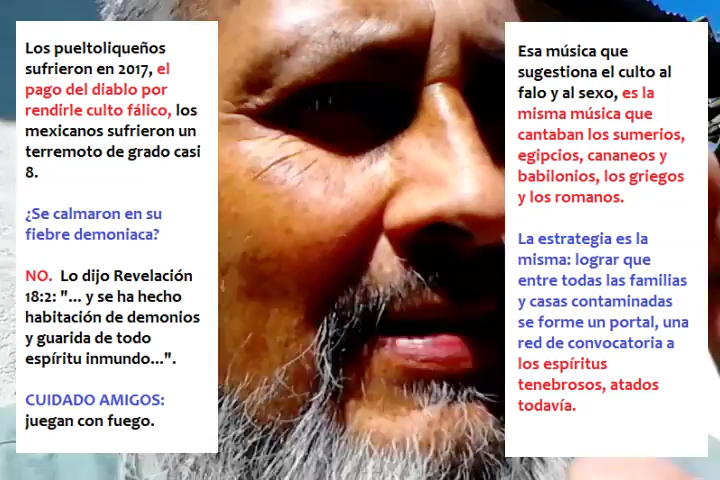 Los pueltoliqueños
sufrieron en 2017, el
pago del diablo por
rendirle culto fálico, los
mexicanos sufrieron un
terremoto de grado casi
8.
¿Se calmaron en su
fiebre demoniaca?
NO. Lo dijo Revelación
18:2: "... y se ha hecho
habitación de demonios
y guarida de todo
espíritu inmundo...".
CUIDADO AMIGOS:
juegan con fuego.
Esa música que
sugestiona el culto al
falo y al sexo, es la
misma música que
cantaban los sumerios,
egipcios, cananeos y
babilonios, los griegos
y los romanos.
La estrategia es la
misma: lograr que
entre todas las familias
y casas contaminadas
se forme un portal, una
red de convocatoria a
los espíritus
tenebrosos, atados
todavía.